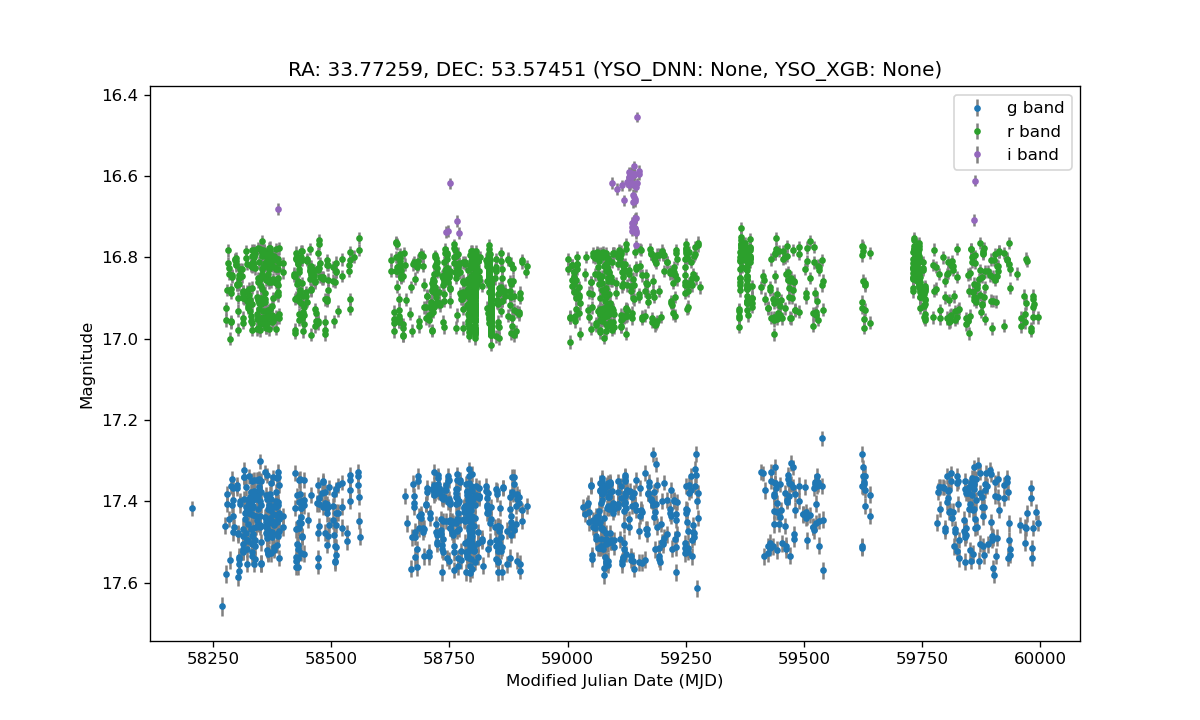 RA: 33.77259, DEC: 53.57451 (YSO_DNN: None, YSO_XGB: None)
g band
r band
i band
16.4
16.6
16.8
17.0
17.2
17.4
17.6
Magnitude
58250 58500 58750 59000 59250 59500 59750 60000
Modified Julian Date (MJD)